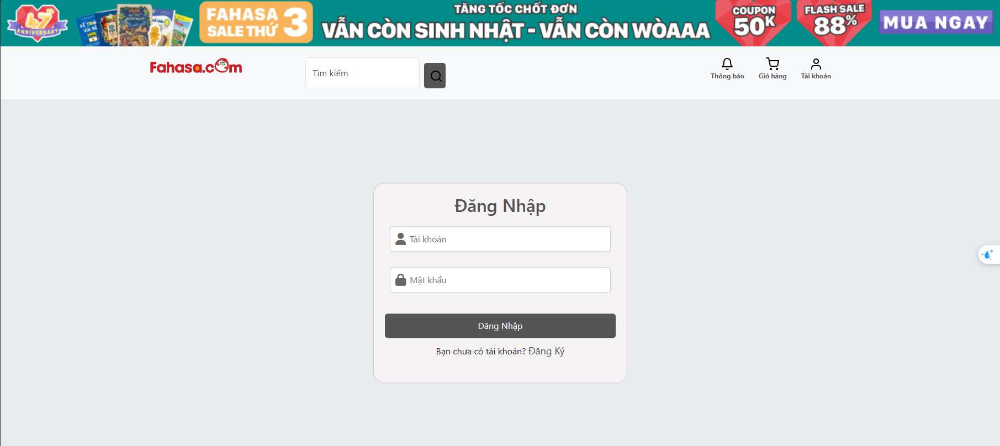 47
ANNIVERSARY
FAHASA
SALE THỨ 3
TĂNG TỐC CHỐT ĐƠN
VẪN CÒN SINH NHẬT - VẪN CÒN WÒAAA
COUPON
50K
FLASH SALE
88%
MUA NGAY
Fahasa.com
Tìm kiếm
Thông báo
Giỏ hàng
Tài khoản
Đăng Nhập
Tài khoản
Mật khẩu
Đăng Nhập
Bạn chưa có tài khoản? Đăng Ký